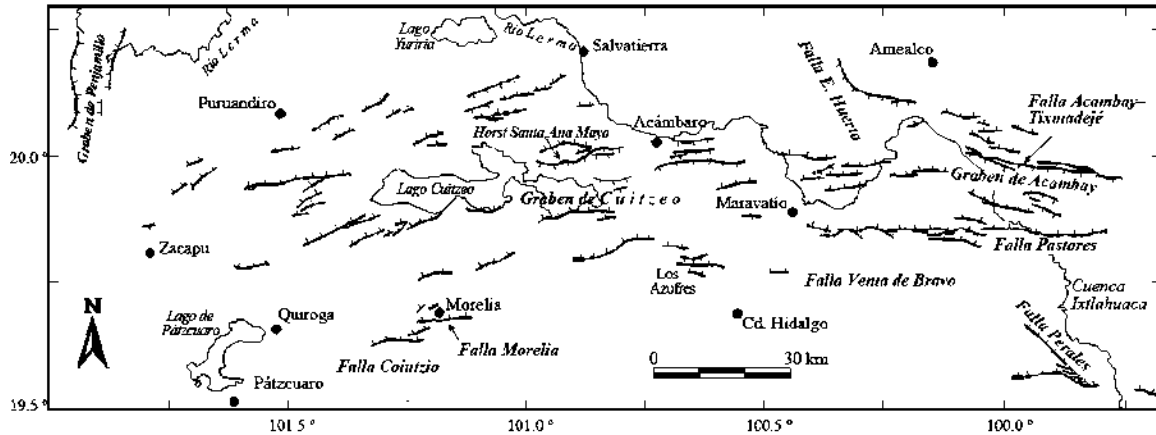 Graben de Penjamillo
Río Lerma
Lago
Yuriria
Río Lerma
Salvatierra
Amealco
Falla E. Huerto
Falla Acambay–
Tixmadejé
Puruandiro
Acámbaro
Horst Santa Ana Maya
20.0 °
Lago Cuitzeo
Graben de Cuitzeo
Graben de Acambay
Maravatío
Zacapu
Falla Pastores
Los
Azufres
Falla Venta de Bravo
Cuenca
Ixtlahuaca
N
Lago de
Pátzcuaro
Quiroga
Morelia
Cd. Hidalgo
Falla Morelia
Falla Perales
Falla Cointzio
0
30 km
Pátzcuaro
19.5 °
101.5 °
101.0 °
100.5 °
100.0 °